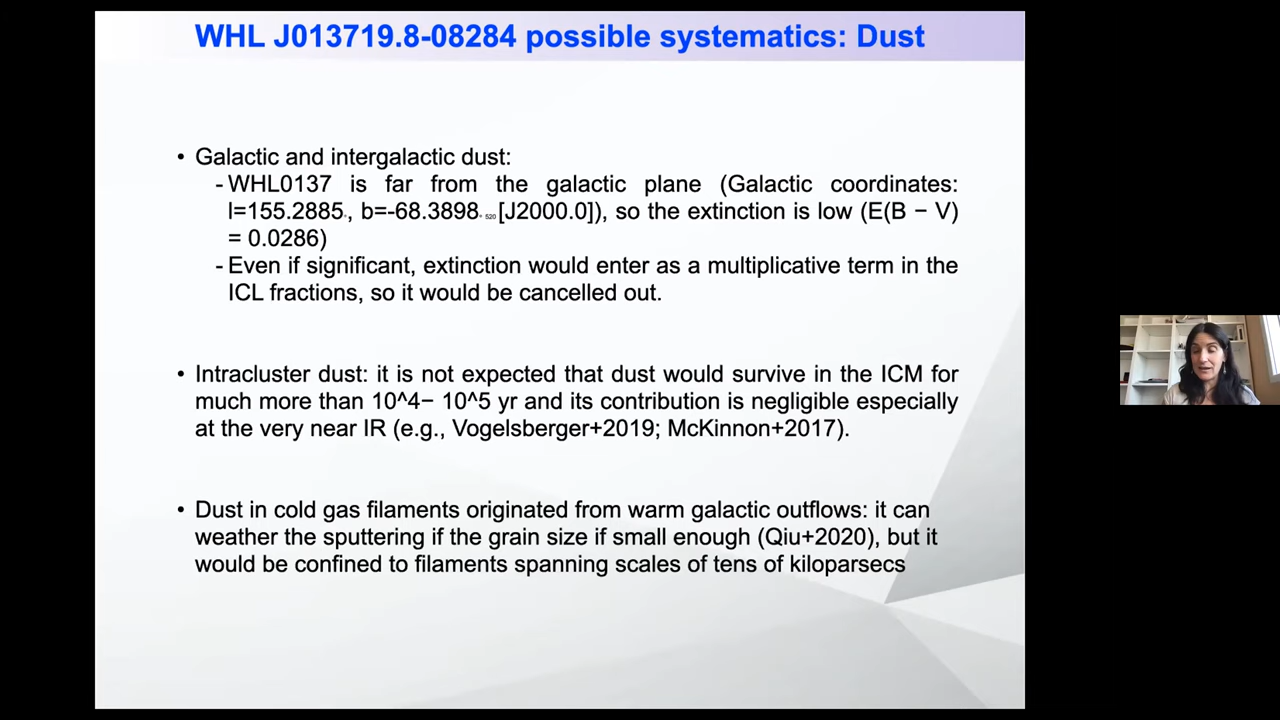 WHL J013719.8-08284 possible systematics: Dust
• Galactic and intergalactic dust:
- WHL0137 is far from the galactic plane (Galactic coordinates:
l=155.2885◦, b=-68.3898◦ 520 [J2000.0]), so the extinction is low (E(B − V)
= 0.0286)
- Even if significant, extinction would enter as a multiplicative term in the
ICL fractions, so it would be cancelled out.
• Intracluster dust: it is not expected that dust would survive in the ICM for
much more than 10^4− 10^5 yr and its contribution is negligible especially
at the very near IR (e.g., Vogelsberger+2019; McKinnon+2017).
• Dust in cold gas filaments originated from warm galactic outflows: it can
weather the sputtering if the grain size if small enough (Qiu+2020), but it
would be confined to filaments spanning scales of tens of kiloparsecs